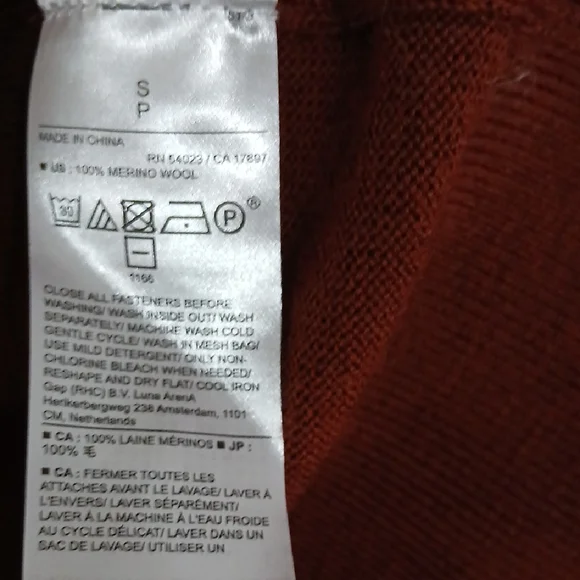 S
P
MADE IN CHINA
RN 54023 / CA 17897
■ US : 100% MERINO WOOL
30
P ®
1166
CLOSE ALL FASTENERS BEFORE
WASHING/ WASH INSIDE OUT/ WASH
SEPARATELY/ MACHINE WASH COLD
GENTLE CYCLE/ WASH IN MESH BAG/
USE MILD DETERGENT/ ONLY NON-
CHLORINE BLEACH WHEN NEEDED/
RESHAPE AND DRY FLAT/ COOL IRON
Gap (RHC) B.V. Luna ArenA
Herikerbergweg 238 Amsterdam, 1101
CM, Netherlands
■ CA : 100% LAINE MÉRINOS ■ JP :
100% 毛
■ CA : FERMER TOUTES LES
ATTACHES AVANT LE LAVAGE/ LAVER À
L'ENVERS/ LAVER SÉPARÉMENT/
LAVER À LA MACHINE À L'EAU FROIDE
AU CYCLE DÉLICAT/ LAVER DANS UN
SAC DE LAVAGE/ UTILISER UN